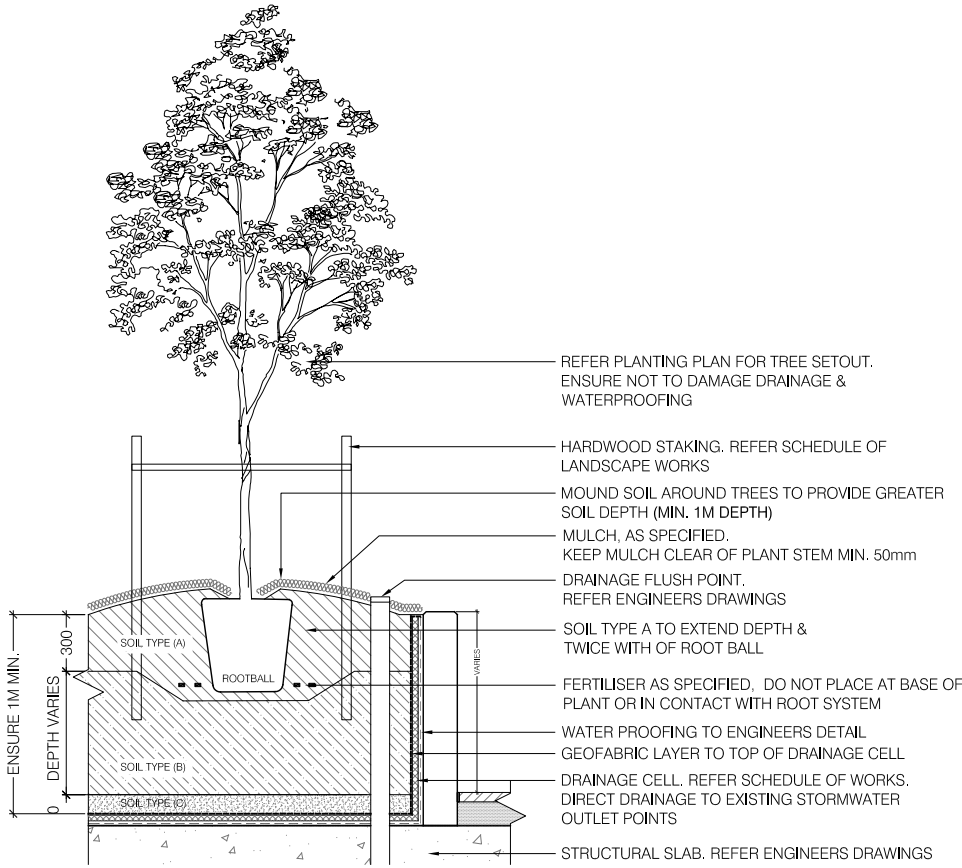 REFER PLANTING PLAN FOR TREE SETOUT.
ENSURE NOT TO DAMAGE DRAINAGE &
WATERPROOFING
HARDWOOD STAKING. REFER SCHEDULE OF
LANDSCAPE WORKS
MOUND SOIL AROUND TREES TO PROVIDE GREATER
SOIL DEPTH (MIN. 1M DEPTH)
MULCH, AS SPECIFIED.
KEEP MULCH CLEAR OF PLANT STEM MIN. 50mm
DRAINAGE FLUSH POINT.
REFER ENGINEERS DRAWINGS
SOIL TYPE A TO EXTEND DEPTH &
TWICE WITH OF ROOT BALL
FERTILISER AS SPECIFIED, DO NOT PLACE AT BASE OF
PLANT OR IN CONTACT WITH ROOT SYSTEM
WATER PROOFING TO ENGINEERS DETAIL
GEOFABRIC LAYER TO TOP OF DRAINAGE CELL
DRAINAGE CELL. REFER SCHEDULE OF WORKS.
DIRECT DRAINAGE TO EXISTING STORMWATER
OUTLET POINTS
STRUCTURAL SLAB. REFER ENGINEERS DRAWINGS
ENSURE 1M MIN.
300
DEPTH VARIES
0
SOIL TYPE (A)
ROOTBALL
SOIL TYPE (B)
SOIL TYPE (C)
VARIES